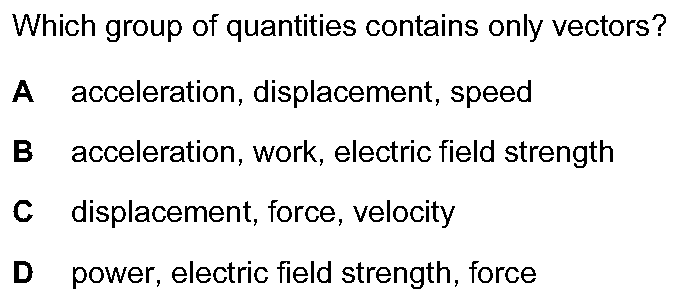 Which group of quantities contains only vectors?
A acceleration, displacement, speed
B acceleration, work, electric field strength
C displacement, force, velocity
D power, electric field strength, force